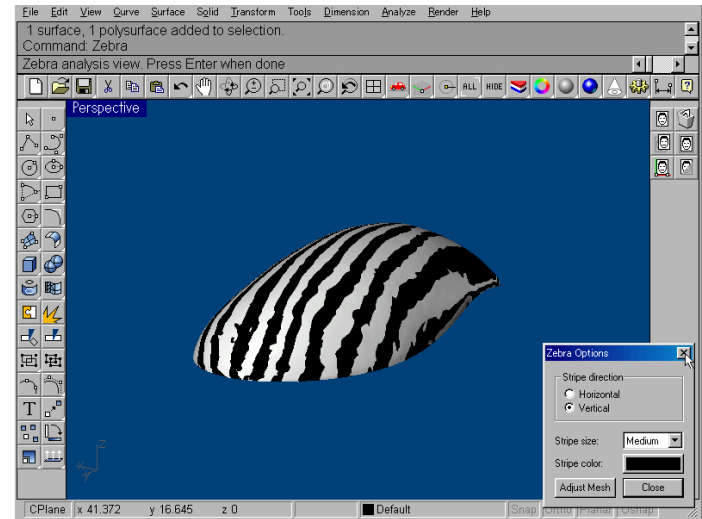 File Edit View Curve Surface Solid Transform Tools Dimension Analyze Render Help
1 surface, 1 polysurface added to selection.
Command: Zebra
Zebra analysis view. Press Enter when done
ALL HIDE
Perspective
Zebra Options
Stripe direction
Horizontal
Vertical
Stripe size: Medium
Stripe color:
Adjust Mesh Close
T
z
x
y
CPlane x 41.372 y 16.645 z 0 Default Snap Ortho Planar Osnap